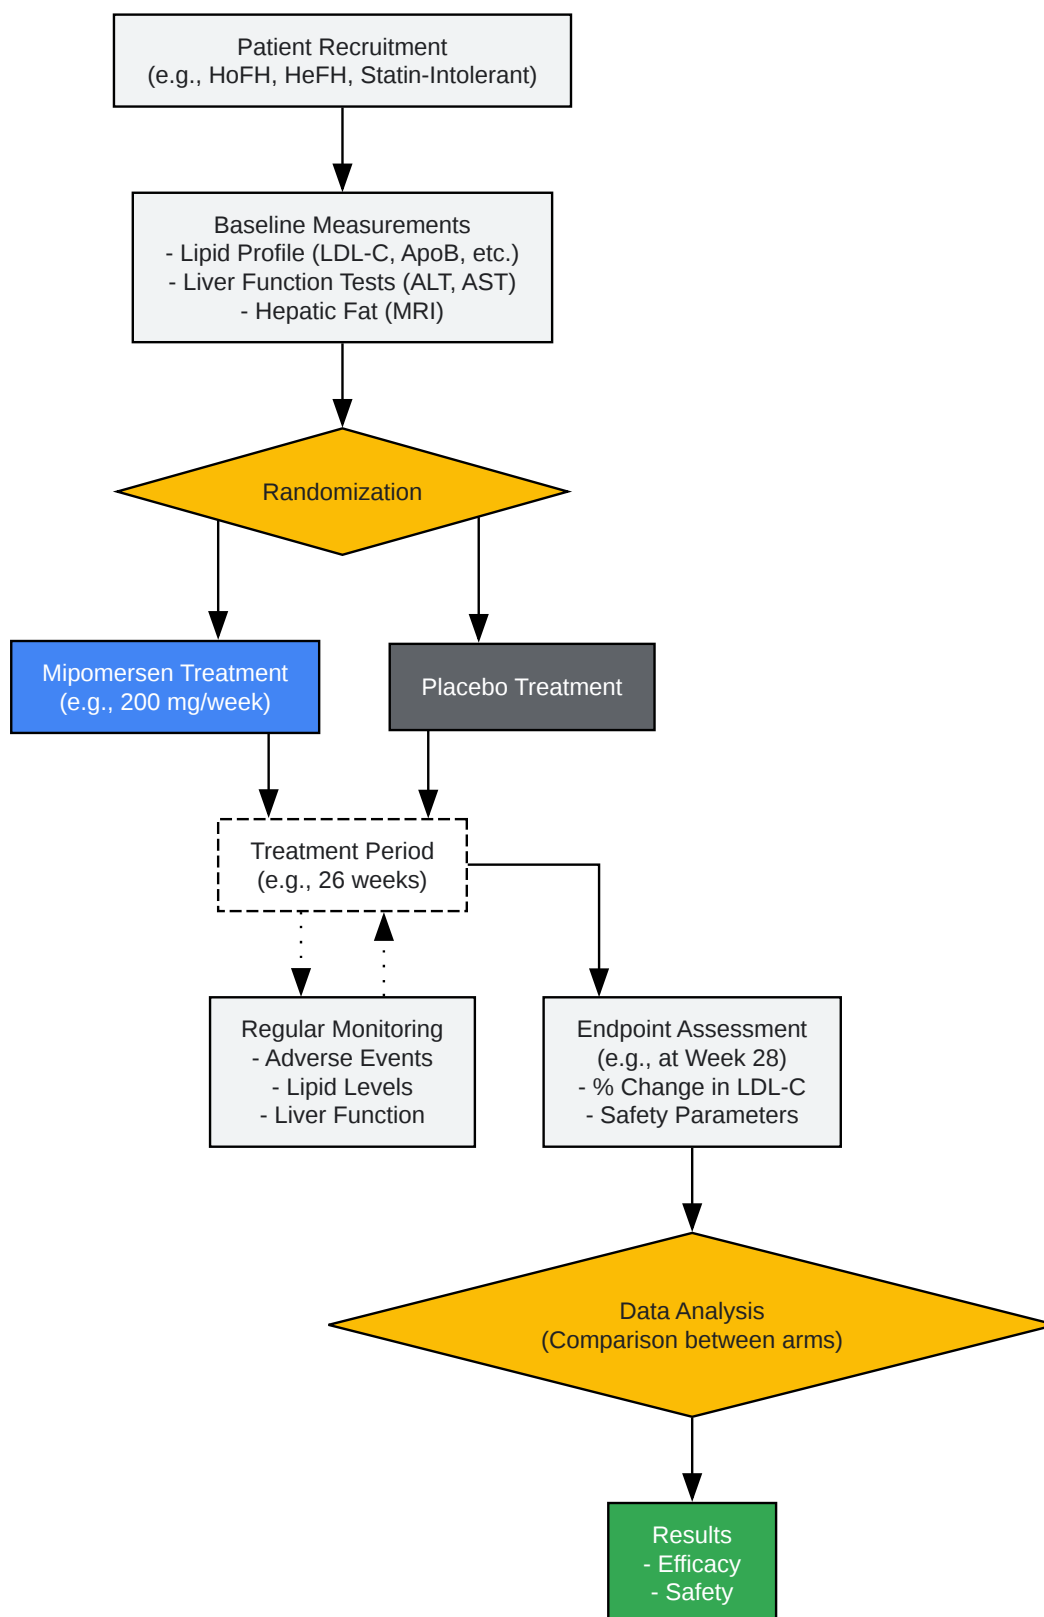 Patient Recruitment
(e.g., HoFH, HeFH, Statin-Intolerant)
Baseline Measurements
- Lipid Profile (LDL-C, ApoB, etc.)
- Liver Function Tests (ALT, AST)
- Hepatic Fat (MRI)
Randomization
Mipomersen Treatment
(e.g., 200 mg/week)
Placebo Treatment
Treatment Period
(e.g., 26 weeks)
Regular Monitoring
- Adverse Events
- Lipid Levels
- Liver Function
Endpoint Assessment
(e.g., at Week 28)
- % Change in LDL-C
- Safety Parameters
Data Analysis
(Comparison between arms)
Results
- Efficacy
- Safety